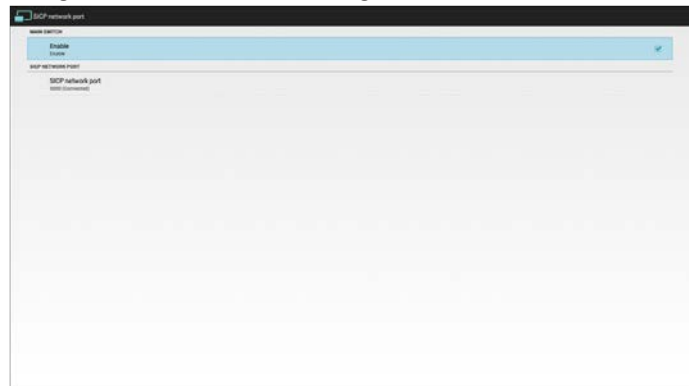 SICP network port
MAIN SWITCH
Enable
Enable
SICP NETWORK PORT
SICP network port
5000 (connected)